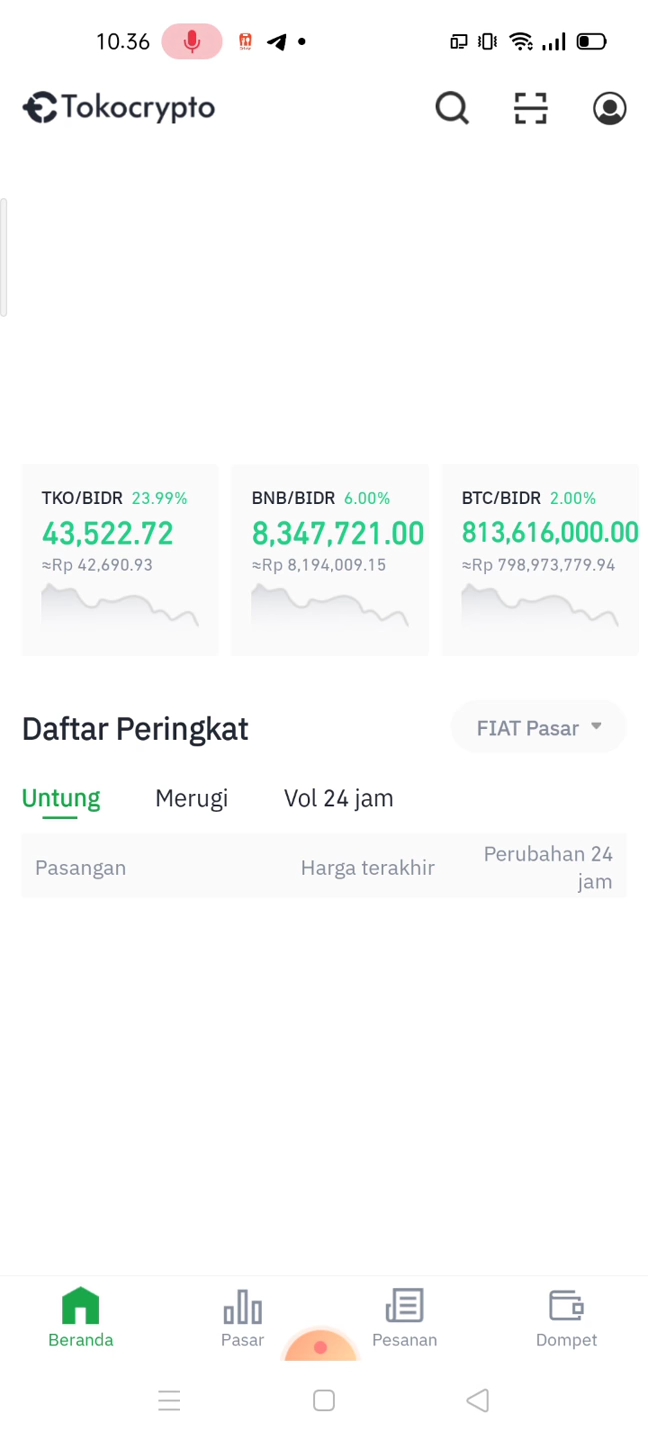 10.36
Tokocrypto
TKO/BIDR 23.99%
43,522.72
≈Rp 42,690.93
BNB/BIDR 6.00%
8,347,721.00
≈Rp 8,194,009.15
BTC/BIDR 2.00%
813,616,000.00
≈Rp 798,973,779.94
Daftar Peringkat
FIAT Pasar
Untung Merugi Vol 24 jam
Pasangan Harga terakhir Perubahan 24
jam
Beranda Pasar Pesanan Dompet